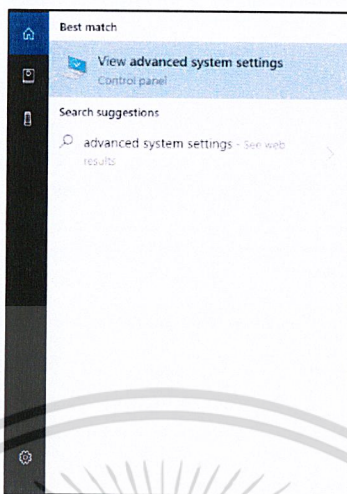 Best match
View advanced system settings
Control panel
Search suggestions
advanced system settings - See web
results